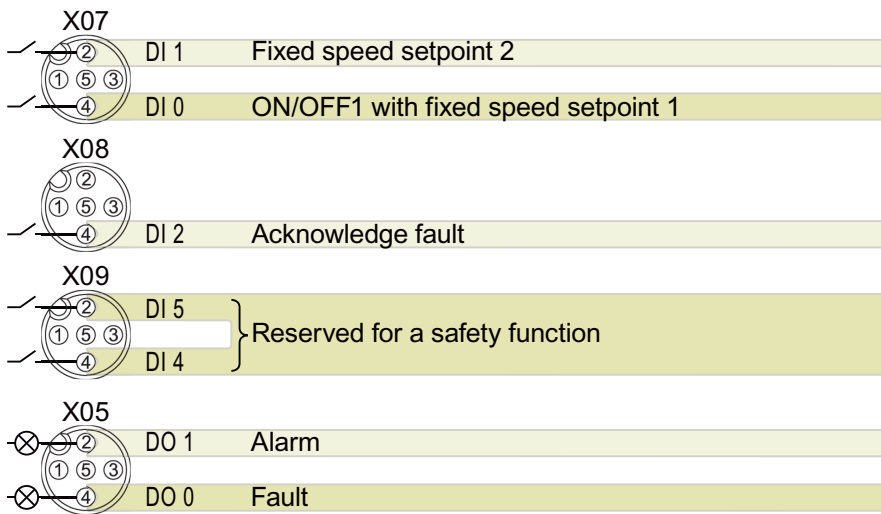 X07
② DI 1 Fixed speed setpoint 2
① ⑤ ③
④ DI 0 ON/OFF1 with fixed speed setpoint 1
X08
②
① ⑤ ③
④ DI 2 Acknowledge fault
X09
② DI 5
① ⑤ ③ Reserved for a safety function
④ DI 4
X05
② DO 1 Alarm
① ⑤ ③
④ DO 0 Fault